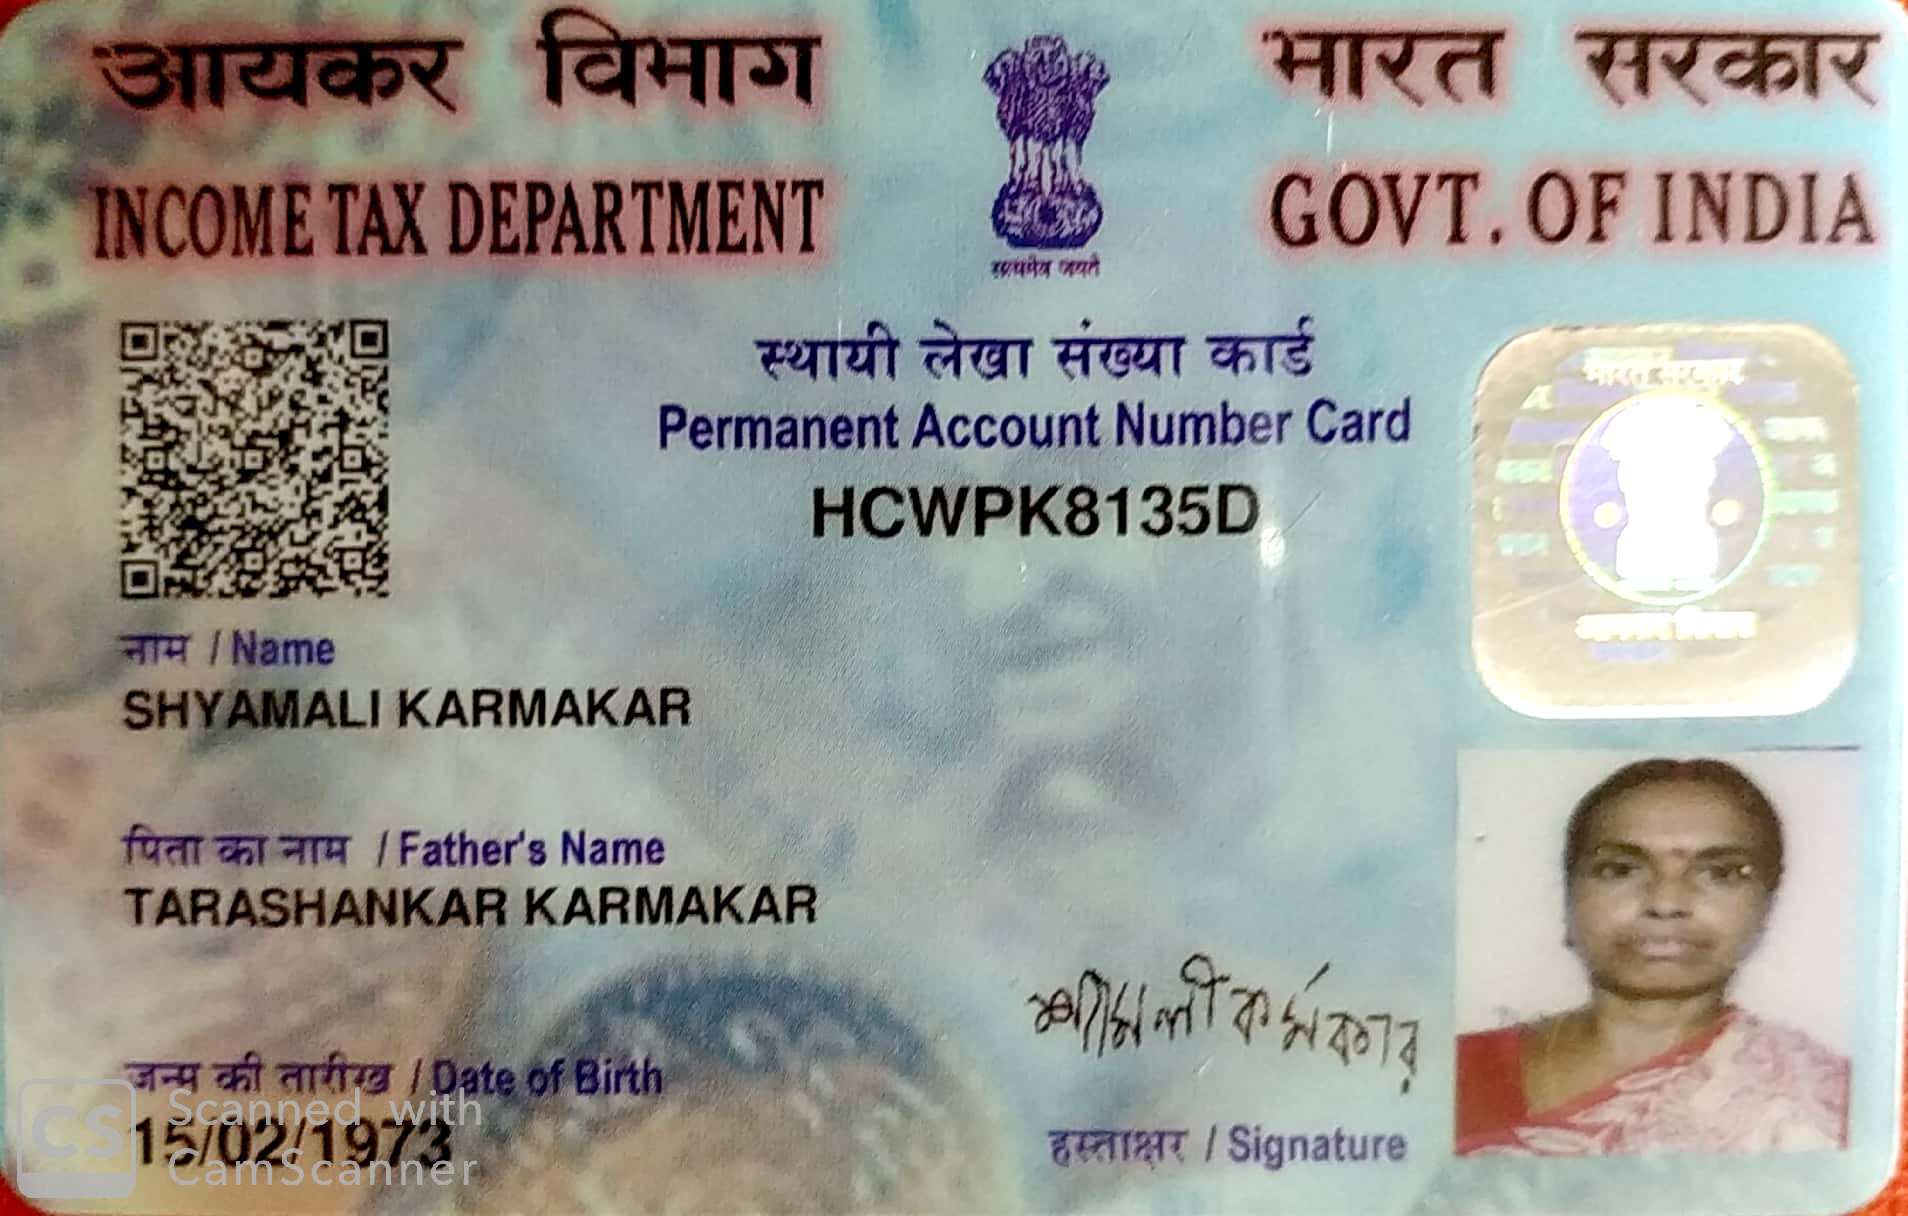 आयकर विभाग
INCOME TAX DEPARTMENT
सत्यमेव जयते
भारत सरकार
GOVT. OF INDIA
स्थायी लेखा संख्या कार्ड
Permanent Account Number Card
HCWPK8135D
भारत सरकार
नाम / Name
SHYAMALI KARMAKAR
पिता का नाम / Father's Name
TARASHANKAR KARMAKAR
जन्म की तारीख / Date of Birth
15/02/1973
শ্যামলী কর্মকার
हस्ताक्षर / Signature
CS
Scanned with
CamScanner